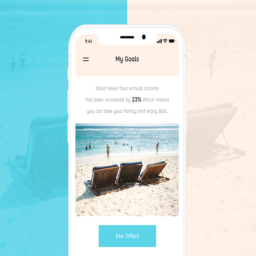 9:41
My Goals
Good news! Your annual income
has been increased by 23% Which means
you can take your family and enjoy Bali...
See Offers